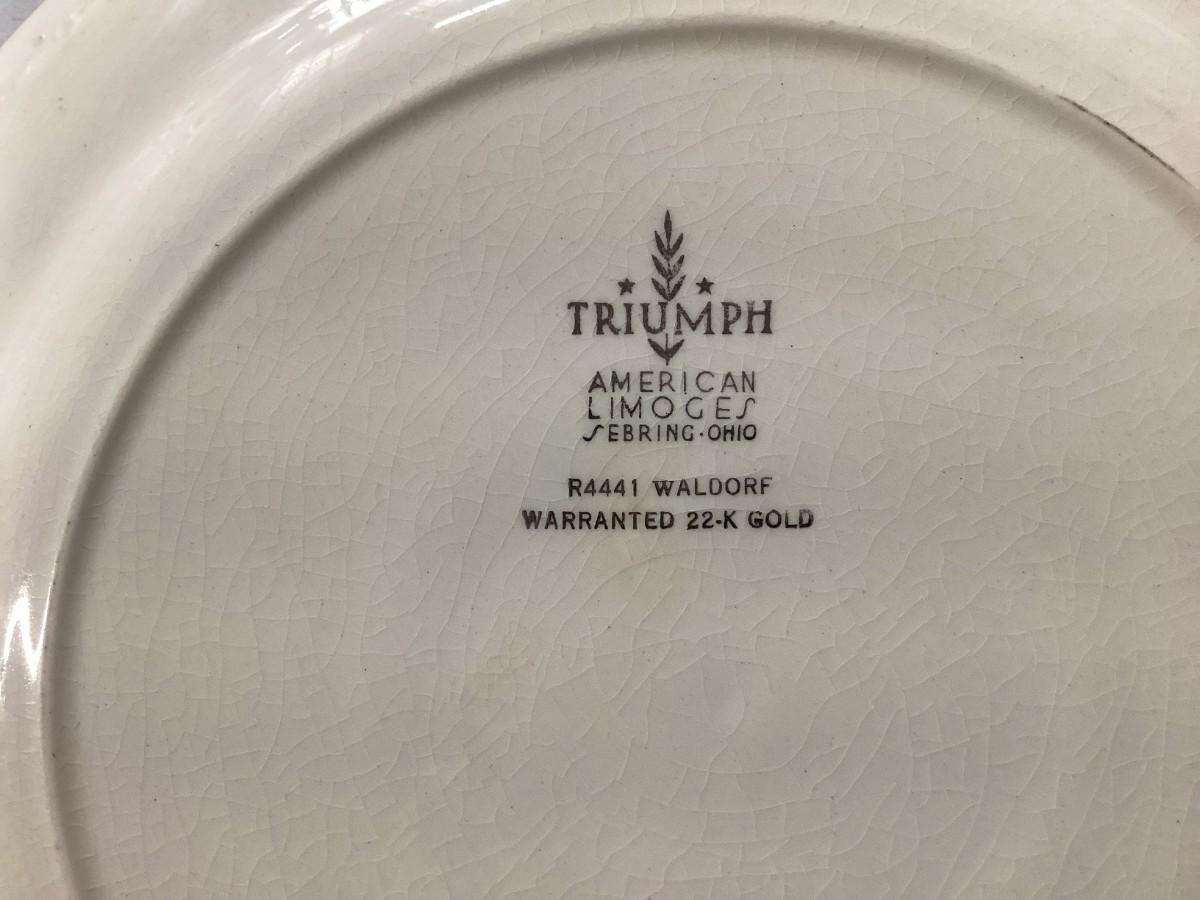 TRIUMPH
AMERICAN
LIMOGES
SEBRING·OHIO
R4441 WALDORF
WARRANTED 22-K GOLD